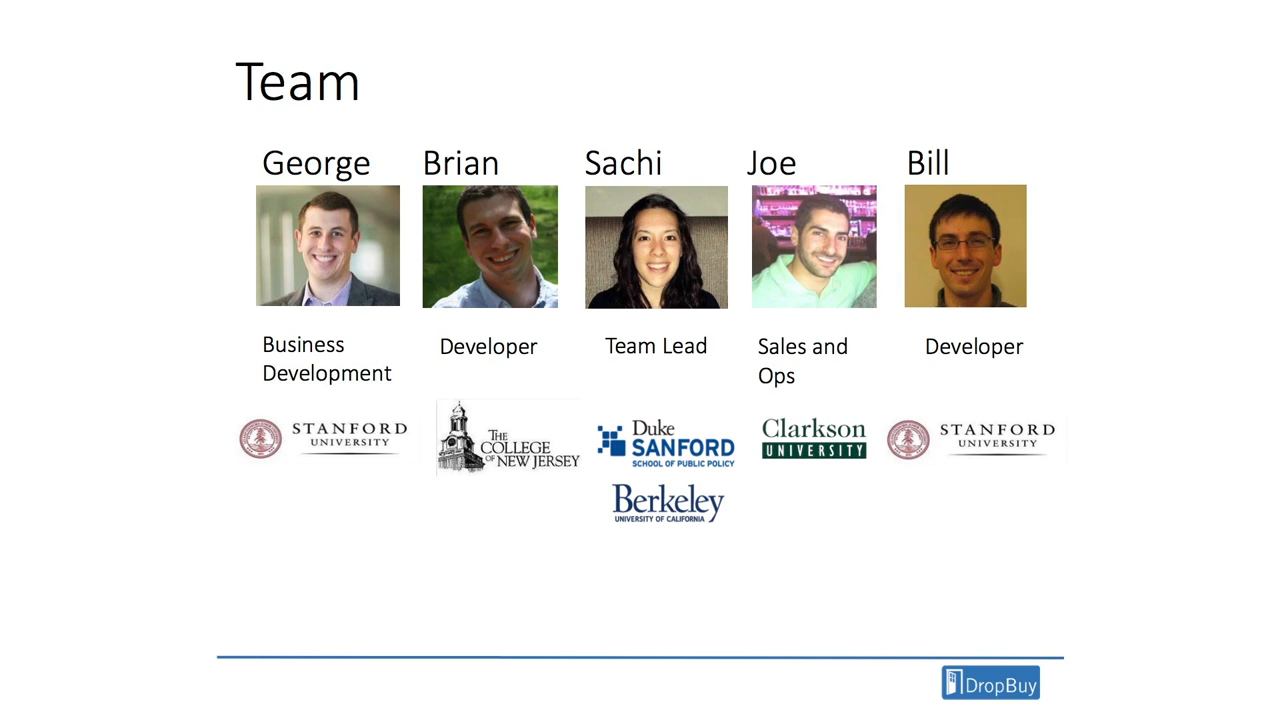 Team
George Brian Sachi Joe Bill
Business
Development
Developer
Team Lead
Sales and
Ops
Developer
STANFORD
UNIVERSITY
THE
COLLEGE
OF NEW JERSEY
Duke
SANFORD
SCHOOL OF PUBLIC POLICY
Berkeley
UNIVERSITY OF CALIFORNIA
Clarkson
UNIVERSITY
STANFORD
UNIVERSITY
DropBuy